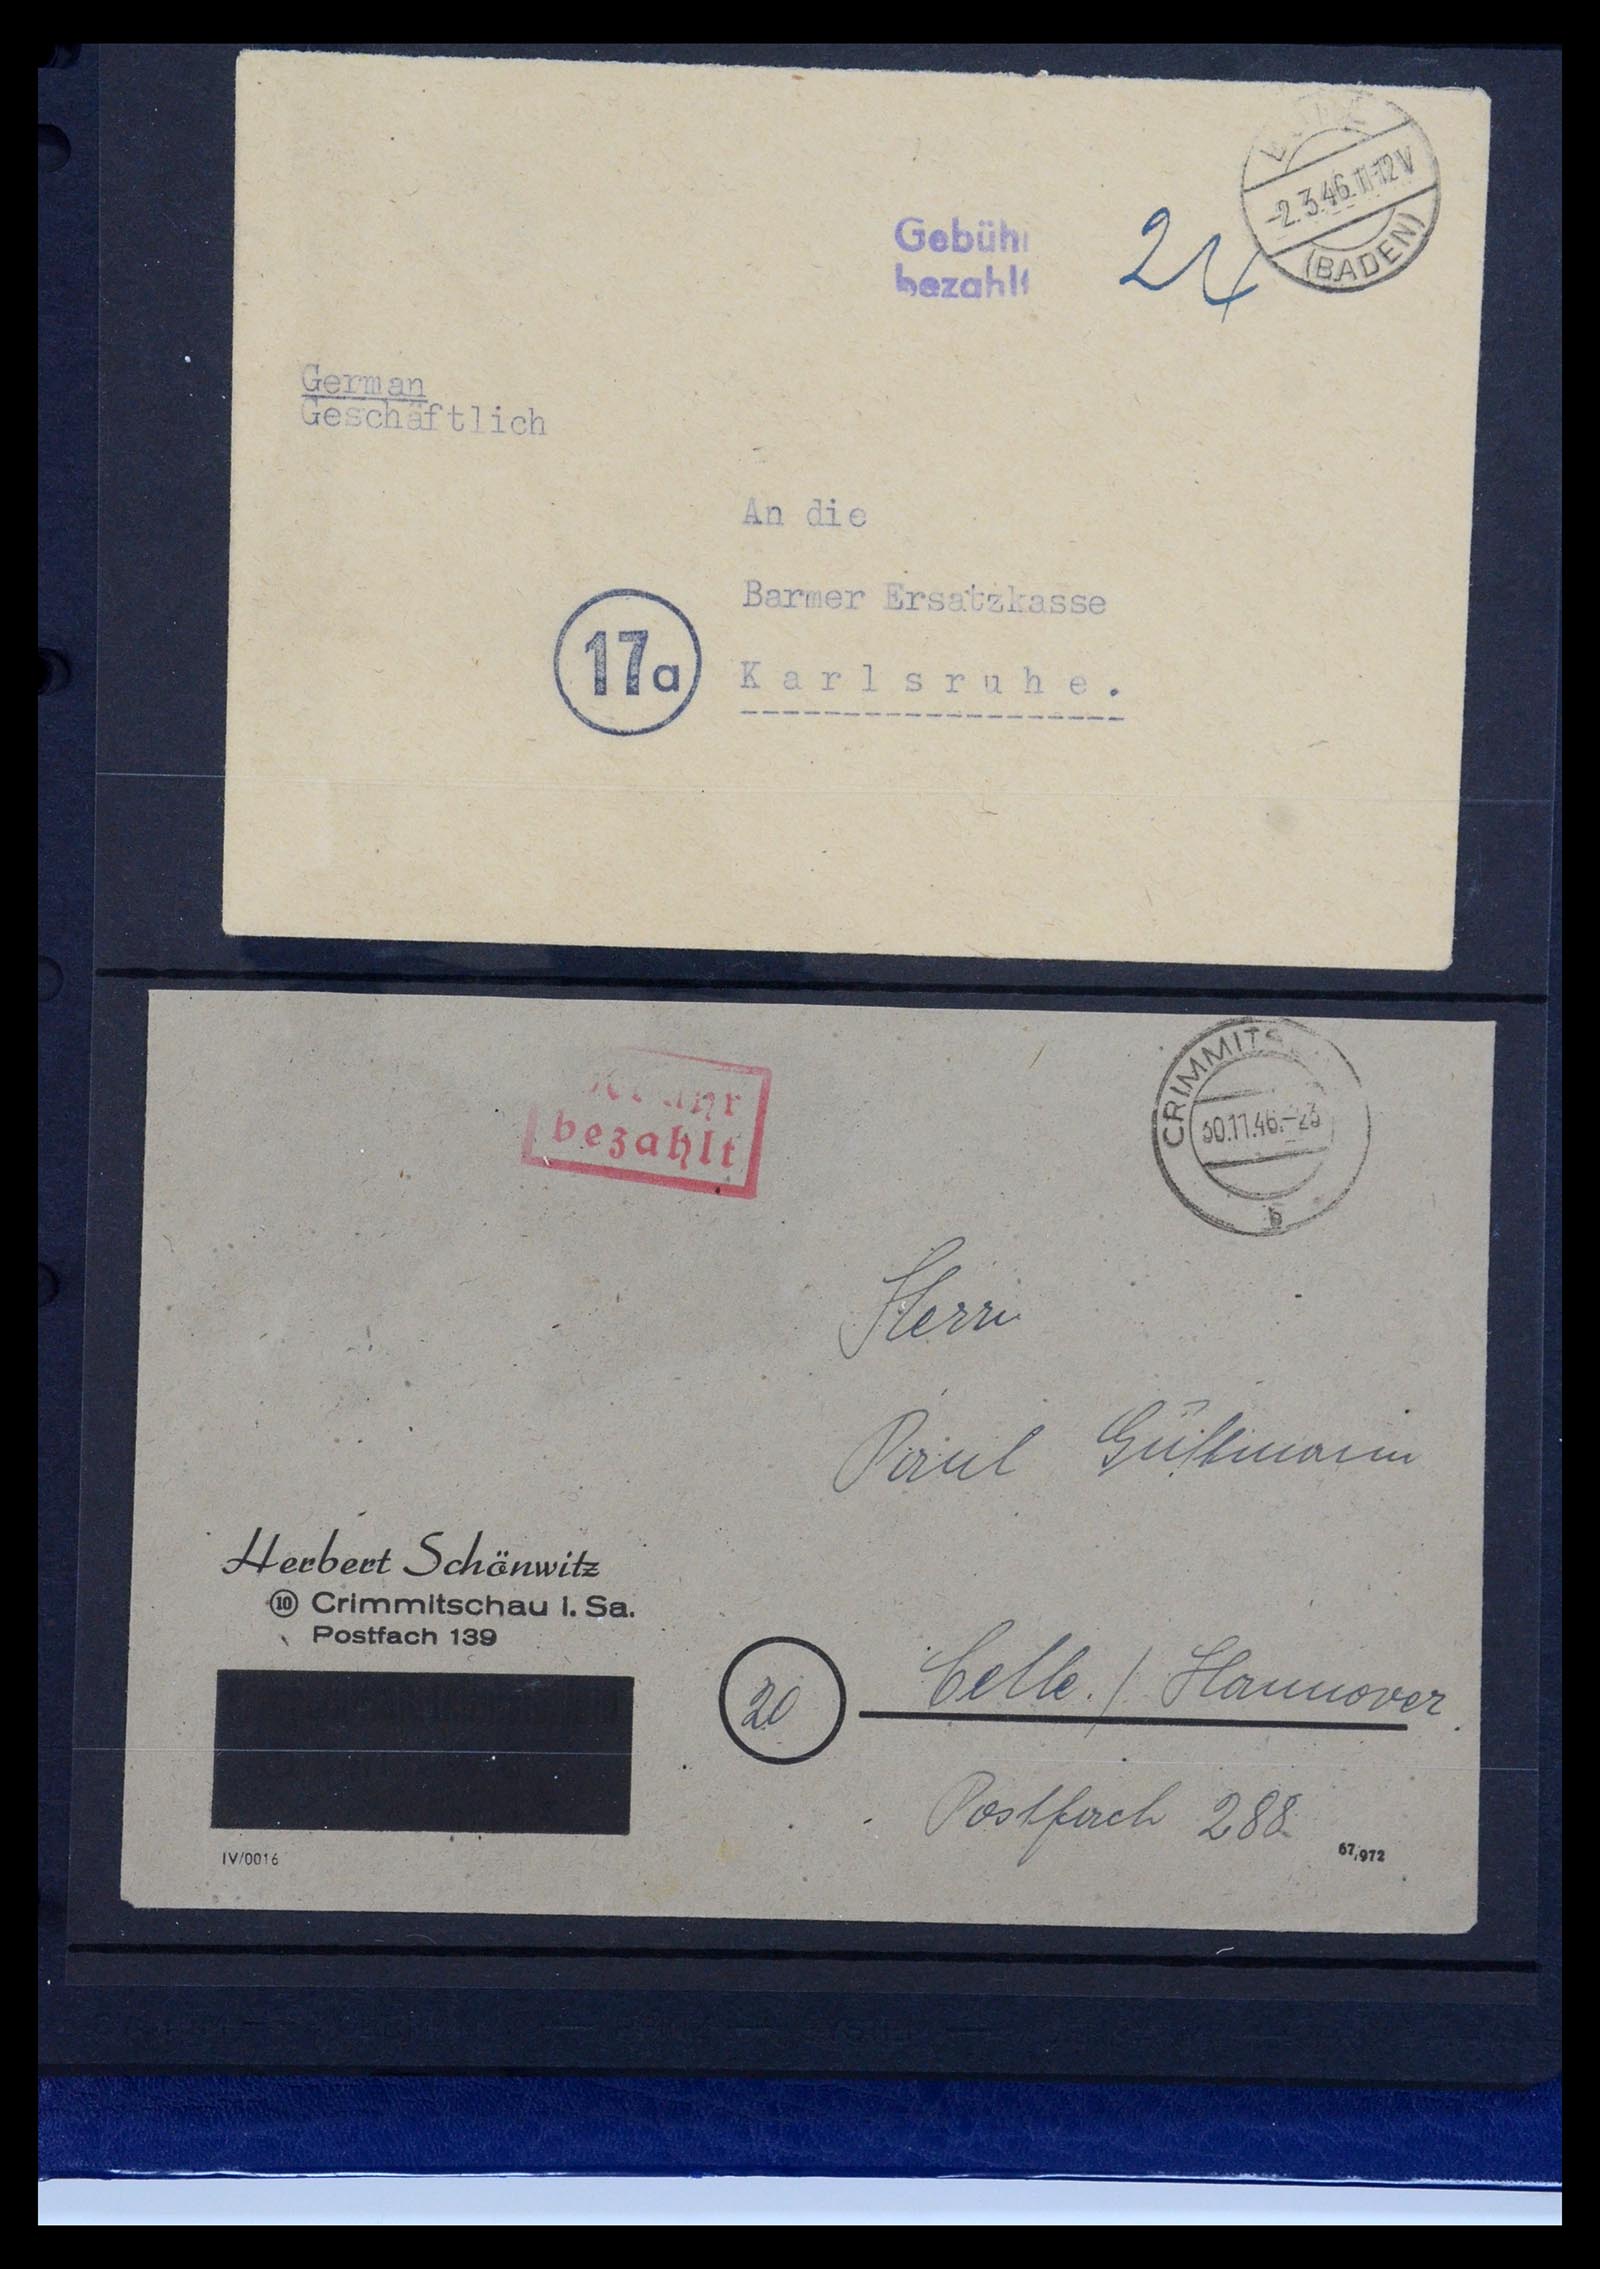 -2.3.46.11-12V
(BADEN)
Gebühr
bezahlt
24
German
Geschäftlich
An die
Barmer Ersatzkasse
17a
Karlsruhe.
bezahlt
CRIMMITS
30.11.46.-23
b
Herrn
Paul Güttmann
Herbert Schönwitz
10 Crimmitschau i. Sa.
Postfach 139
20
Celle. / Hannover
Postfach 288
IV/0016
67/972